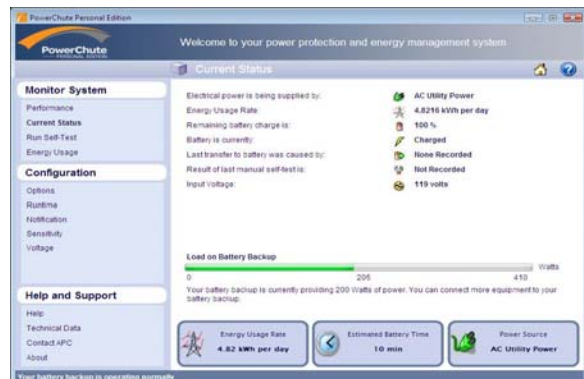 PowerChute Personal Edition
PowerChute
PERSONAL EDITION
Welcome to your power protection and energy management system
Current Status
Monitor System
Performance
Current Status
Run Self-Test
Energy Usage
Configuration
Options
Runtime
Notification
Sensitivity
Voltage
Help and Support
Help
Technical Data
Contact APC
About
Electrical power is being supplied by: AC Utility Power
Energy Usage Rate: 4.8216 kWh per day
Remaining battery charge is: 100 %
Battery is currently: Charged
Last transfer to battery was caused by: None Recorded
Result of last manual self-test is: Not Recorded
Input Voltage: 119 volts
Load on Battery Backup
Watts
0 205 410
Your battery backup is currently providing 200 Watts of power. You can connect more equipment to your
battery backup.
Energy Usage Rate
4.82 kWh per day
Estimated Battery Time
10 min
Power Source
AC Utility Power
Your battery backup is operating normally